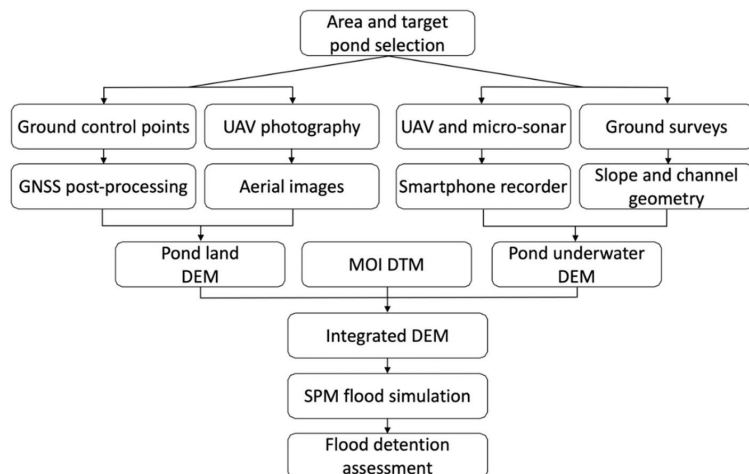 Area and target
pond selection
Ground control points
UAV photography
UAV and micro-sonar
Ground surveys
GNSS post-processing
Aerial images
Smartphone recorder
Slope and channel
geometry
Pond land
DEM
MOI DTM
Pond underwater
DEM
Integrated DEM
SPM flood simulation
Flood detention
assessment